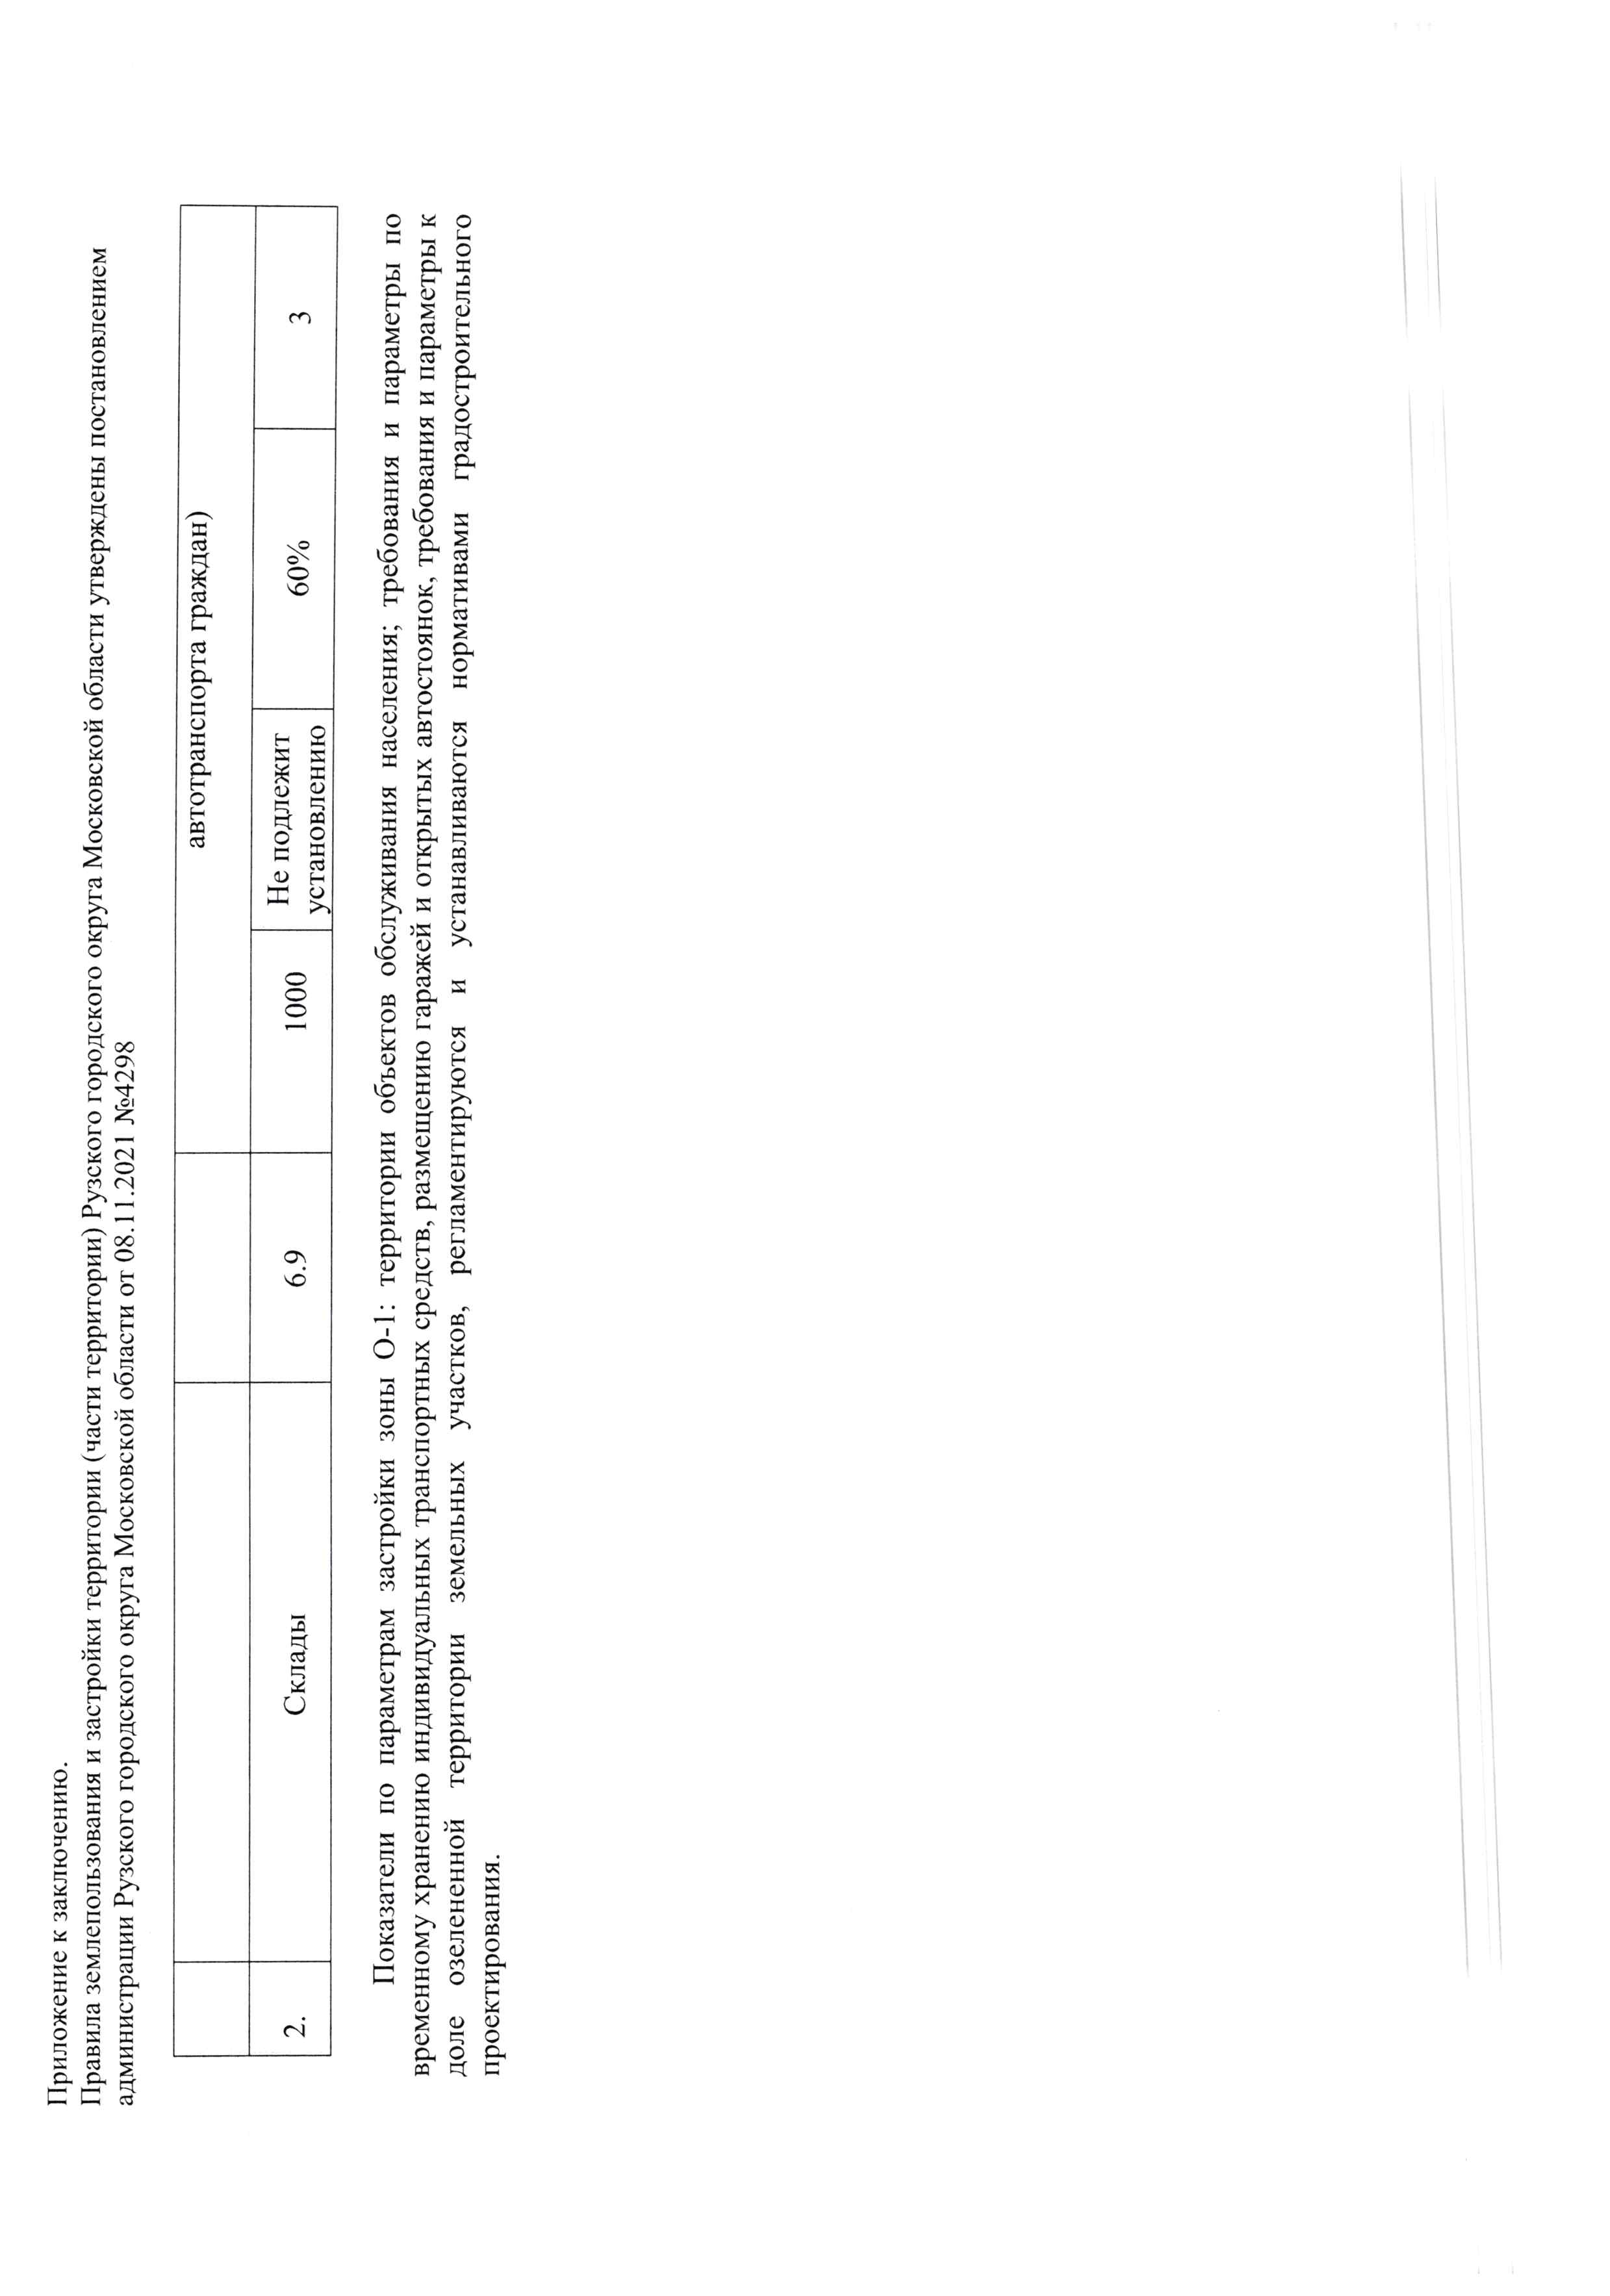 Приложение к заключению.
Правила землепользования и застройки территории (части территории) Рузского городского округа Московской области утверждены постановлением
администрации Рузского городского округа Московской области от 08.11.2021 №4298
автотранспорта граждан)
2. Склады 6.9 1000 Не подлежит 60% 3
установлению
Показатели по параметрам застройки зоны О-1: территории объектов обслуживания населения; требования и параметры по
временному хранению индивидуальных транспортных средств, размещению гаражей и открытых автостоянок, требования и параметры к
доле озелененной территории земельных участков, регламентируются и устанавливаются нормативами градостроительного
проектирования.